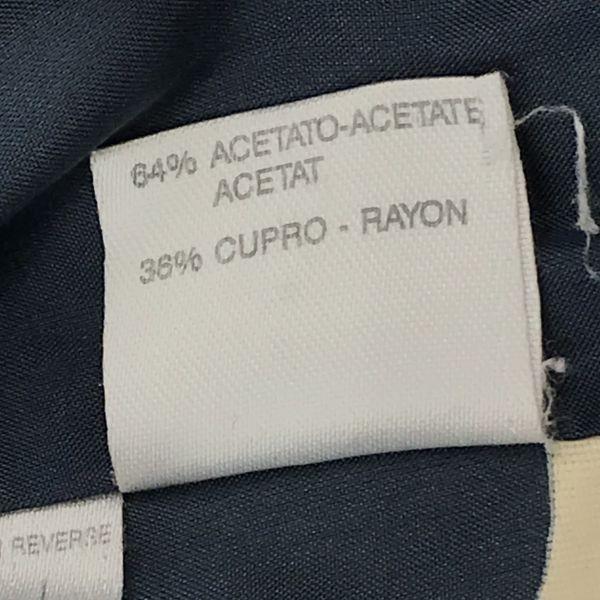 64% ACETATO-ACETATE
ACETAT
36% CUPRO - RAYON
REVERSE